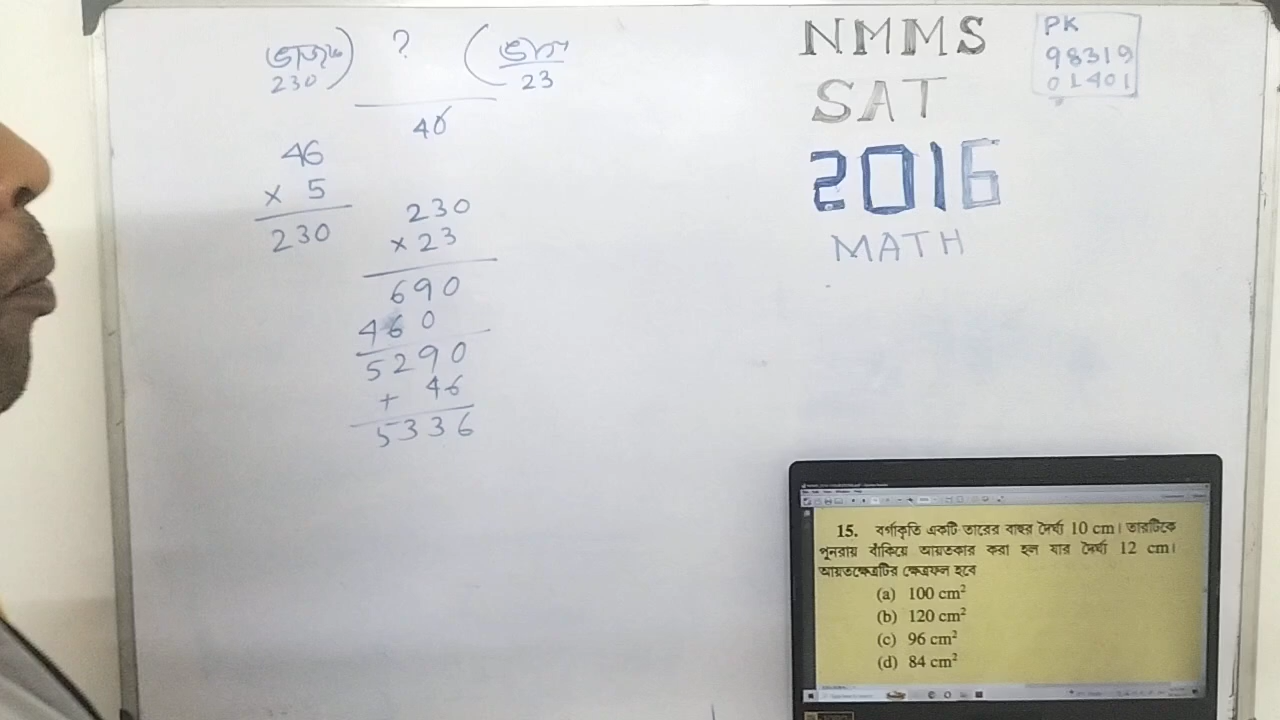 ভাজক) ? (ভাগফল
230 23
46
46
× 5
230
230
× 23
690
460
5290
+ 46
5336
NMMS
SAT
2016
MATH
PK
98319
01401
15. বর্গাকৃতি একটি তারের বাহুর দৈর্ঘ্য 10 cm। তারটিকে
পুনরায় বাঁকিয়ে আয়তকার করা হল যার দৈর্ঘ্য 12 cm।
আয়তক্ষেত্রটির ক্ষেত্রফল হবে
(a) 100 cm²
(b) 120 cm²
(c) 96 cm²
(d) 84 cm²